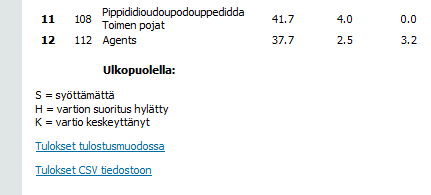 Pippididioudoupodouppedidda
11 108 Toimen pojat 41.7 4.0 0.0
12 112 Agents 37.7 2.5 3.2
Ulkopuolella:
S = syöttämättä
H = vartion suoritus hylätty
K = vartio keskeyttänyt
Tulokset tulostusmuodossa
Tulokset CSV tiedostoon